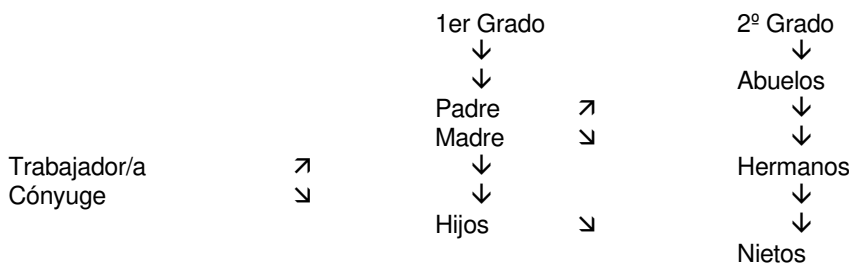 1er Grado 2º Grado
↓ ↓
↓ Abuelos
Padre ↗ ↓
Madre ↘ ↓
Trabajador/a ↗ ↓ Hermanos
Cónyuge ↘ ↓ ↓
Hijos ↘ ↓
Nietos